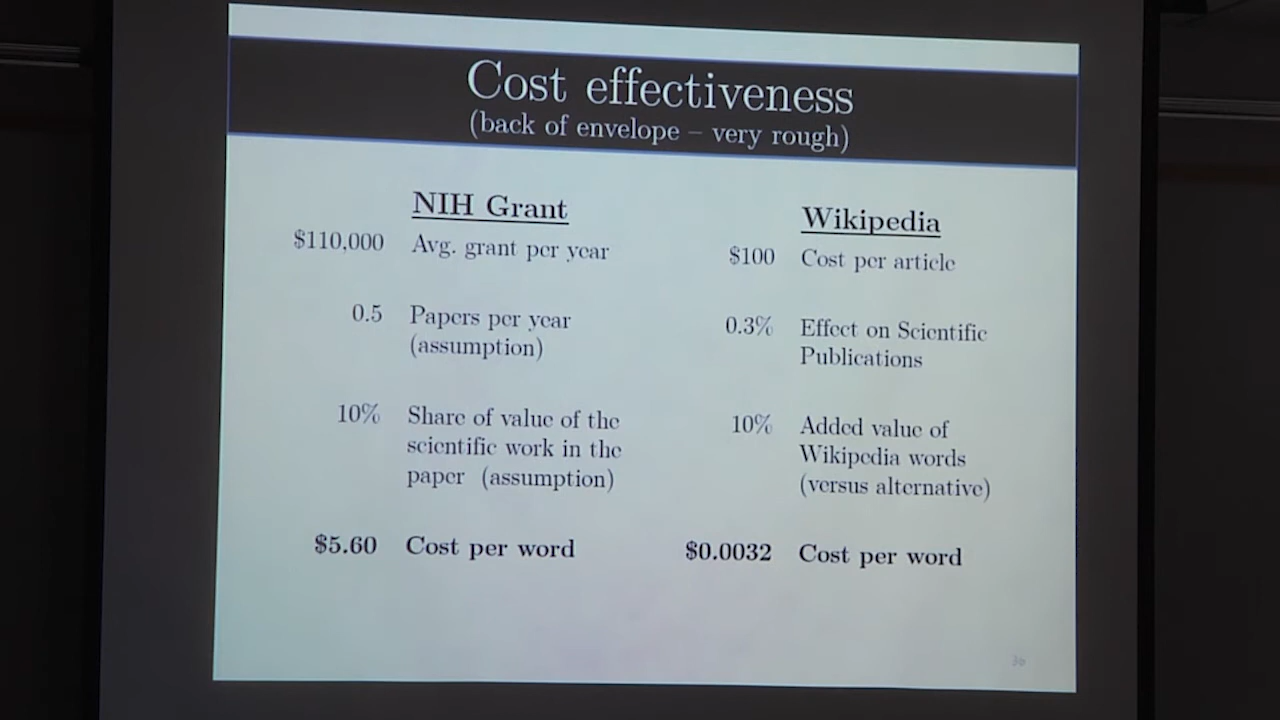 Cost effectiveness
(back of envelope – very rough)
NIH Grant
$110,000 Avg. grant per year
0.5 Papers per year
(assumption)
10% Share of value of the
scientific work in the
paper (assumption)
$5.60 Cost per word
Wikipedia
$100 Cost per article
0.3% Effect on Scientific
Publications
10% Added value of
Wikipedia words
(versus alternative)
$0.0032 Cost per word